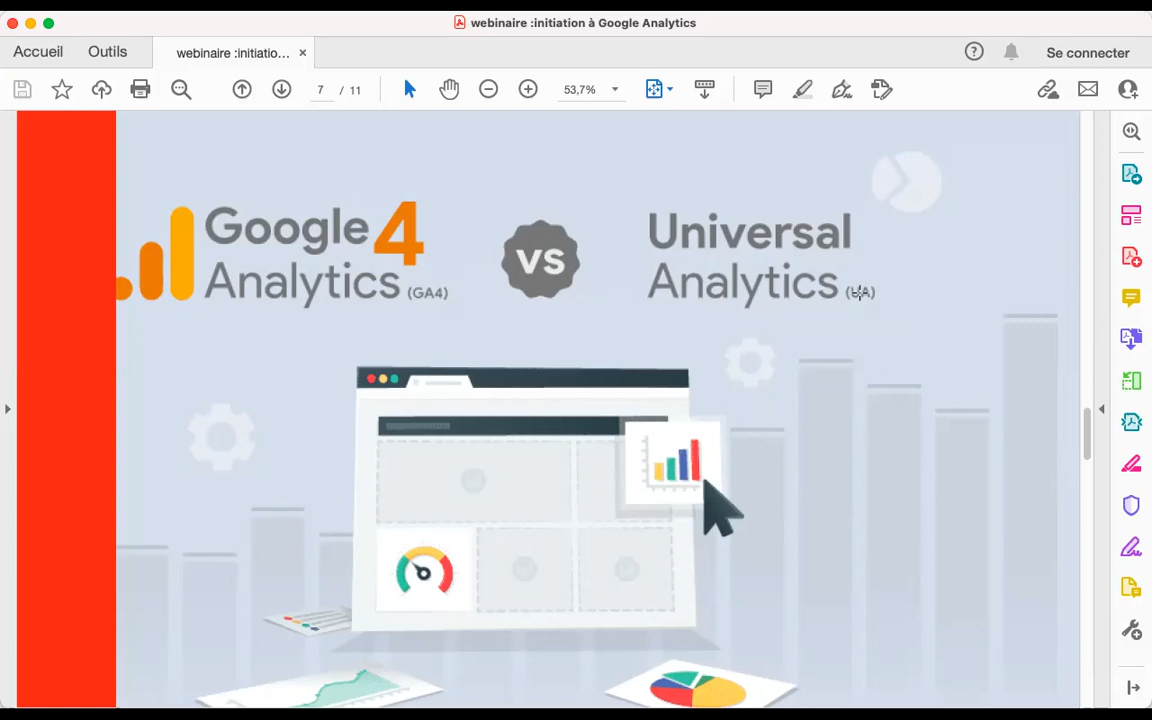 webinaire :initiation à Google Analytics
Accueil
Outils
webinaire :initiatio...
Se connecter
7 / 11
53,7%
Google 4
Analytics (GA4)
VS
Universal
Analytics (UA)